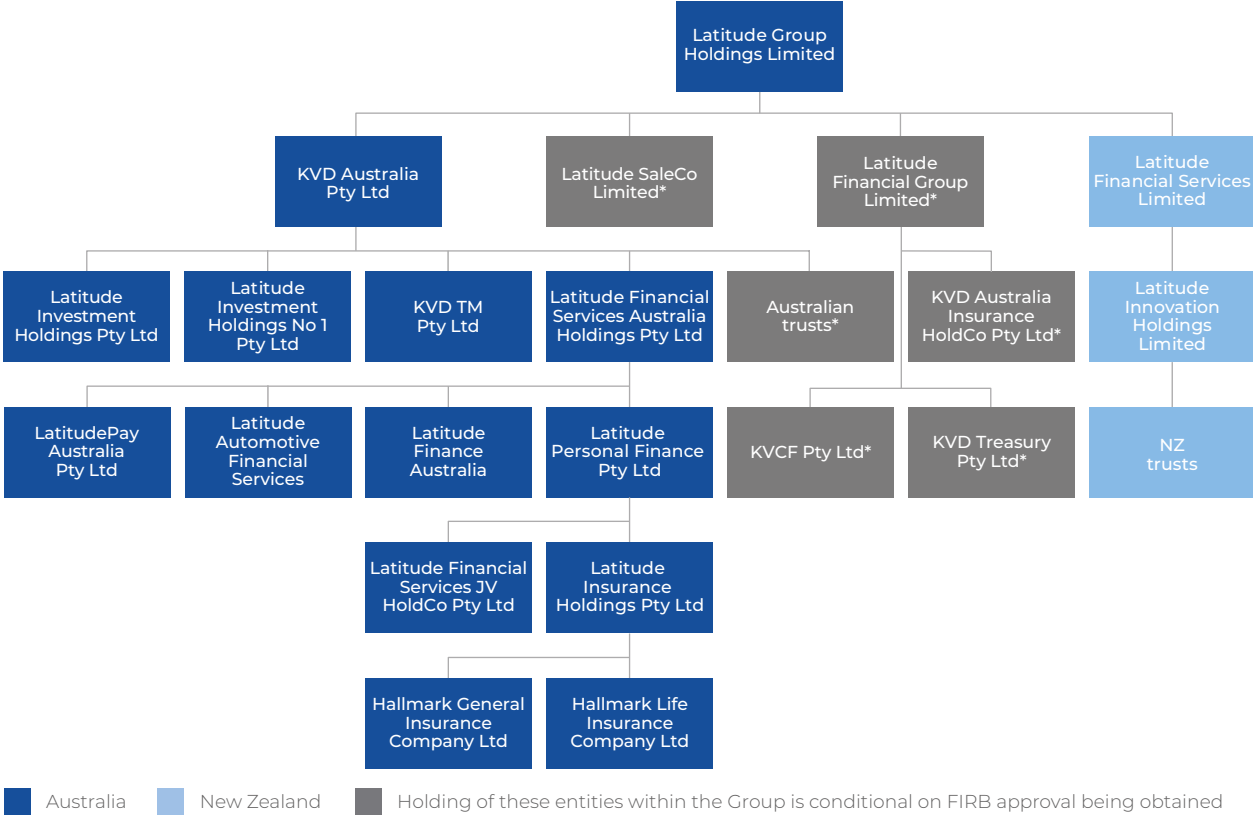 Latitude Group
Holdings Limited
KVD Australia
Pty Ltd
Latitude SaleCo
Limited*
Latitude
Financial Group
Limited*
Latitude
Financial Services
Limited
Latitude
Investment
Holdings Pty Ltd
Latitude
Investment
Holdings No 1
Pty Ltd
KVD TM
Pty Ltd
Latitude Financial
Services Australia
Holdings Pty Ltd
Australian
trusts*
KVD Australia
Insurance
HoldCo Pty Ltd*
Latitude
Innovation
Holdings
Limited
LatitudePay
Australia
Pty Ltd
Latitude
Automotive
Financial
Services
Latitude
Finance
Australia
Latitude
Personal Finance
Pty Ltd
KVCF Pty Ltd*
KVD Treasury
Pty Ltd*
NZ
trusts
Latitude Financial
Services JV
HoldCo Pty Ltd
Latitude
Insurance
Holdings Pty Ltd
Hallmark General
Insurance
Company Ltd
Hallmark Life
Insurance
Company Ltd
Australia
New Zealand
Holding of these entities within the Group is conditional on FIRB approval being obtained